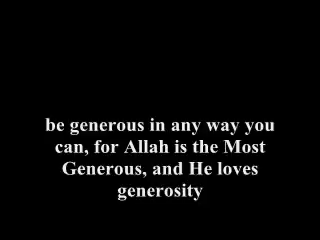 be generous in any way you
can, for Allah is the Most
Generous, and He loves
generosity